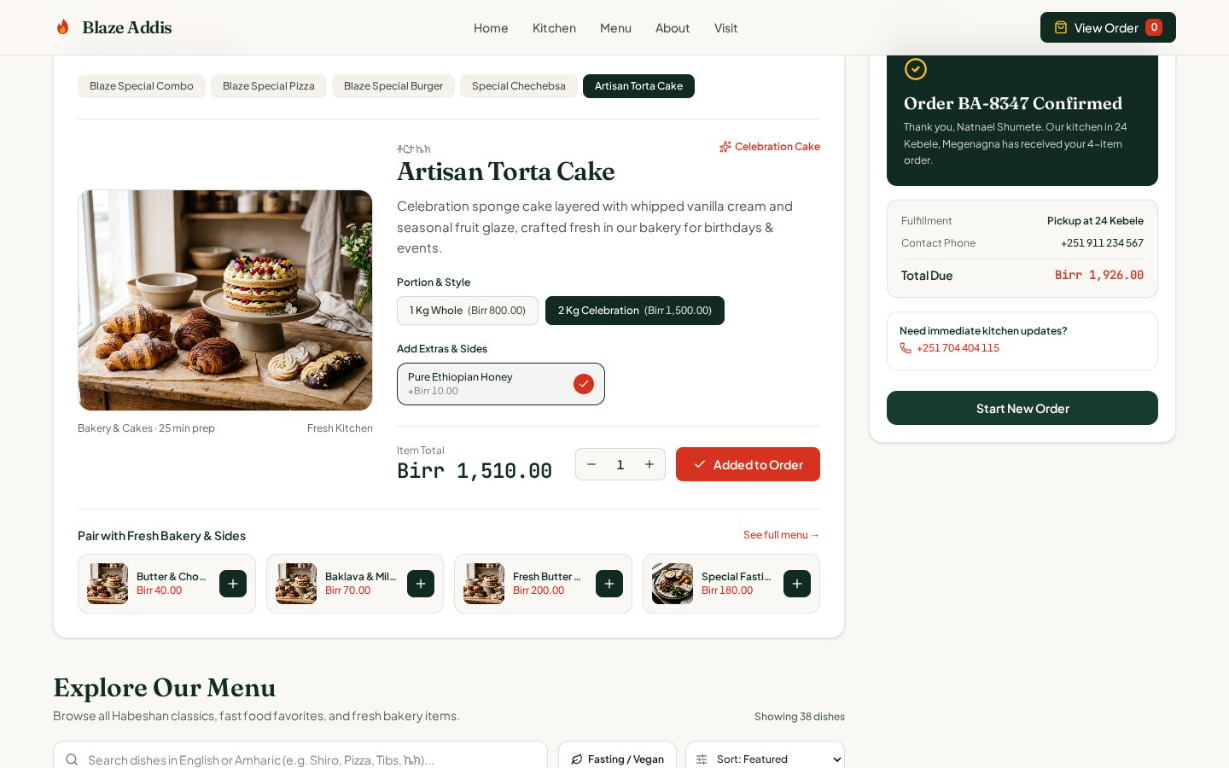 Blaze Addis
Home
Kitchen
Menu
About
Visit
View Order 0
Blaze Special Combo
Blaze Special Pizza
Blaze Special Burger
Special Chechebsa
Artisan Torta Cake
Celebration Cake
Artisan Torta Cake
Celebration sponge cake layered with whipped vanilla cream and
seasonal fruit glaze, crafted fresh in our bakery for birthdays &
events.
Bakery & Cakes · 25 min prep
Fresh Kitchen
Portion & Style
1 Kg Whole (Birr 800.00)
2 Kg Celebration (Birr 1,500.00)
Add Extras & Sides
Pure Ethiopian Honey
+Birr 10.00
Item Total
Birr 1,510.00
− 1 +
Added to Order
Pair with Fresh Bakery & Sides
See full menu →
Butter & Cho...
Birr 40.00
+
Baklava & Mil...
Birr 70.00
+
Fresh Butter ...
Birr 200.00
+
Special Fasti...
Birr 180.00
+
Order BA-8347 Confirmed
Thank you, Natnael Shumete. Our kitchen in 24
Kebele, Megenagna has received your 4-item
order.
Fulfillment
Pickup at 24 Kebele
Contact Phone
+251 911 234 567
Total Due
Birr 1,926.00
Need immediate kitchen updates?
+251 704 404 115
Start New Order
Explore Our Menu
Browse all Habeshan classics, fast food favorites, and fresh bakery items.
Showing 38 dishes
Search dishes in English or Amharic (e.g. Shiro, Pizza, Tibs, ኬክ)...
Fasting / Vegan
Sort: Featured